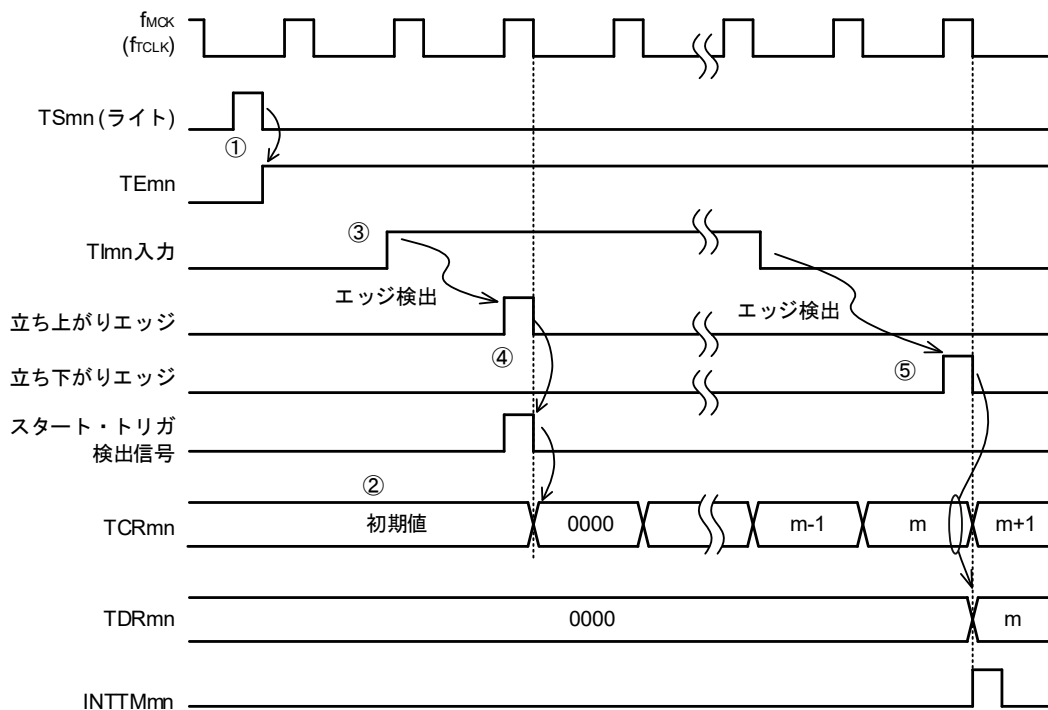 fMCK
(fTCLK)
TSmn (ライト)
①
TEmn
③
TImn入力
エッジ検出
エッジ検出
立ち上がりエッジ
④
⑤
立ち下がりエッジ
スタート・トリガ
検出信号
②
TCRmn
初期値
0000
m-1
m
m+1
TDRmn
0000
m
INTTMmn